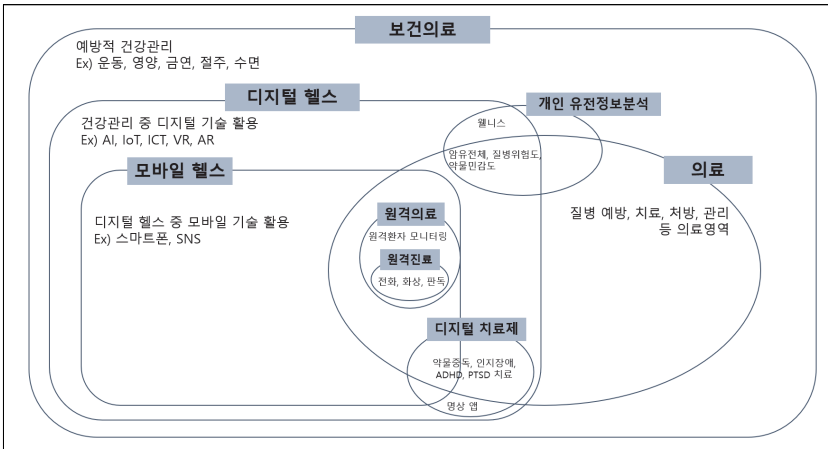 보건의료
예방적 건강관리
Ex) 운동, 영양, 금연, 절주, 수면
디지털 헬스
건강관리 중 디지털 기술 활용
Ex) AI, IoT, ICT, VR, AR
개인 유전정보분석
웰니스
암유전체, 질병위험도,
약물민감도
모바일 헬스
디지털 헬스 중 모바일 기술 활용
Ex) 스마트폰, SNS
의료
질병 예방, 치료, 처방, 관리
등 의료영역
원격의료
원격환자 모니터링
원격진료
전화, 화상, 판독
디지털 치료제
약물중독, 인지장애,
ADHD, PTSD 치료
명상 앱